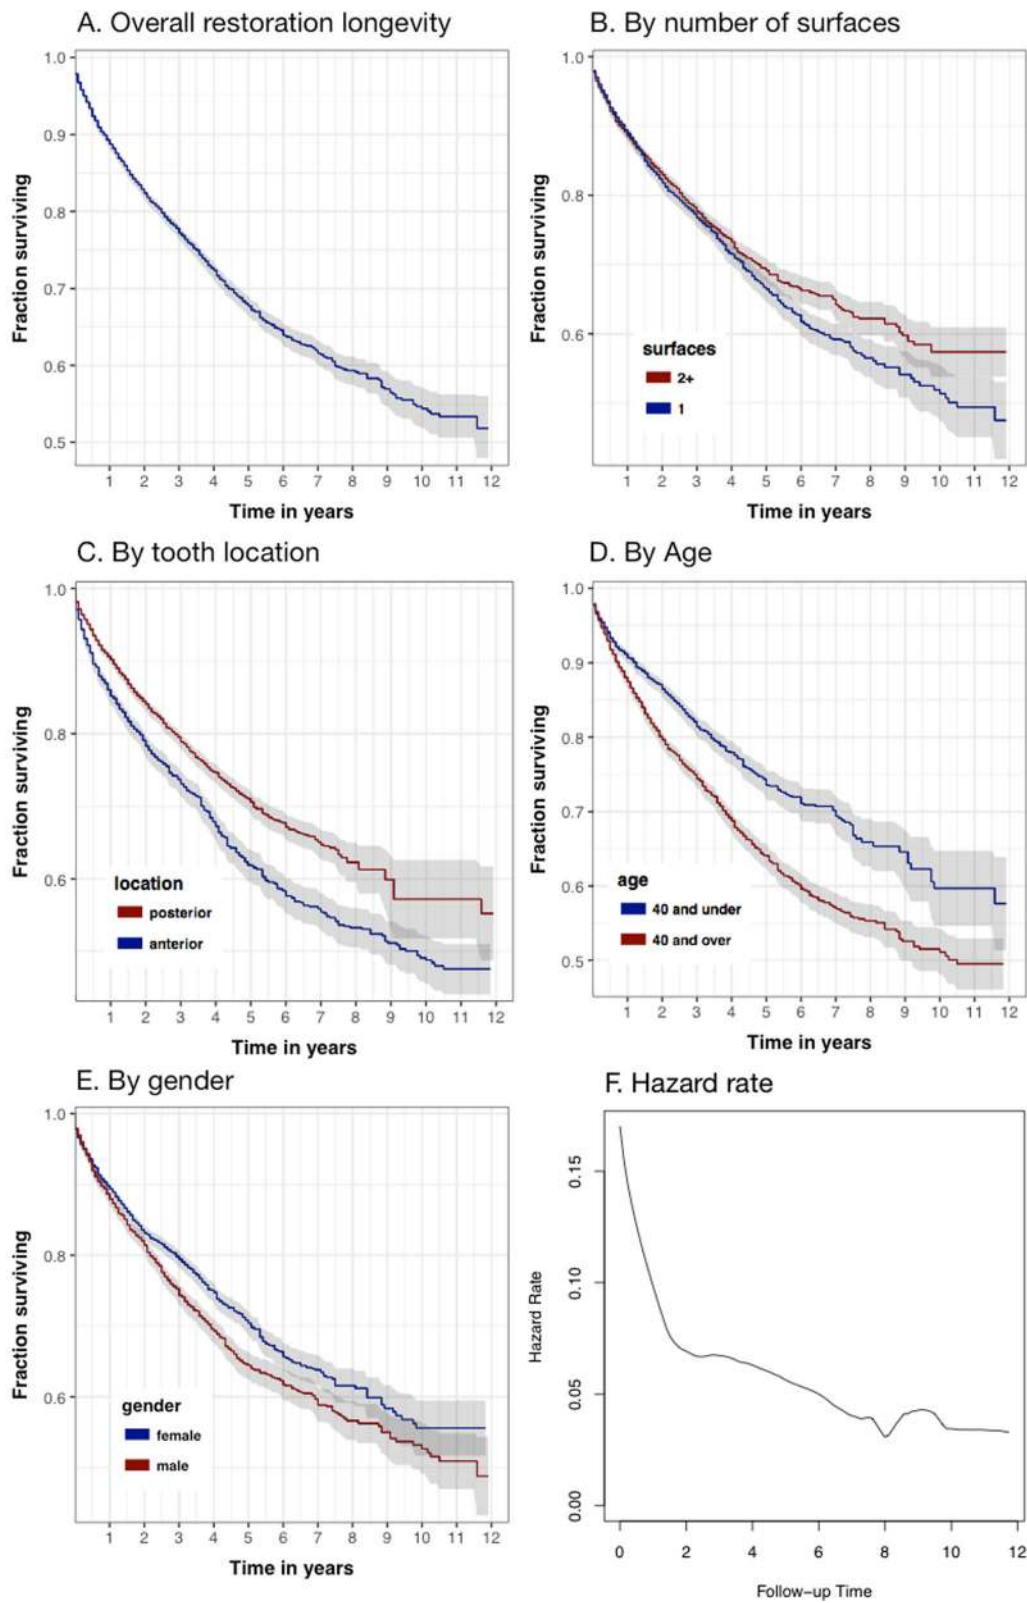 A. Overall restoration longevity
Fraction surviving
1.0
0.9
0.8
0.7
0.6
0.5
1 2 3 4 5 6 7 8 9 10 11 12
Time in years
B. By number of surfaces
Fraction surviving
1.0
0.8
0.6
surfaces
2+
1
1 2 3 4 5 6 7 8 9 10 11 12
Time in years
C. By tooth location
Fraction surviving
1.0
0.8
0.6
location
posterior
anterior
1 2 3 4 5 6 7 8 9 10 11 12
Time in years
D. By Age
Fraction surviving
1.0
0.9
0.8
0.7
0.6
0.5
age
40 and under
40 and over
1 2 3 4 5 6 7 8 9 10 11 12
Time in years
E. By gender
Fraction surviving
1.0
0.8
0.6
gender
female
male
1 2 3 4 5 6 7 8 9 10 11 12
Time in years
F. Hazard rate
Hazard Rate
0.15
0.10
0.05
0.00
0 2 4 6 8 10 12
Follow-up Time